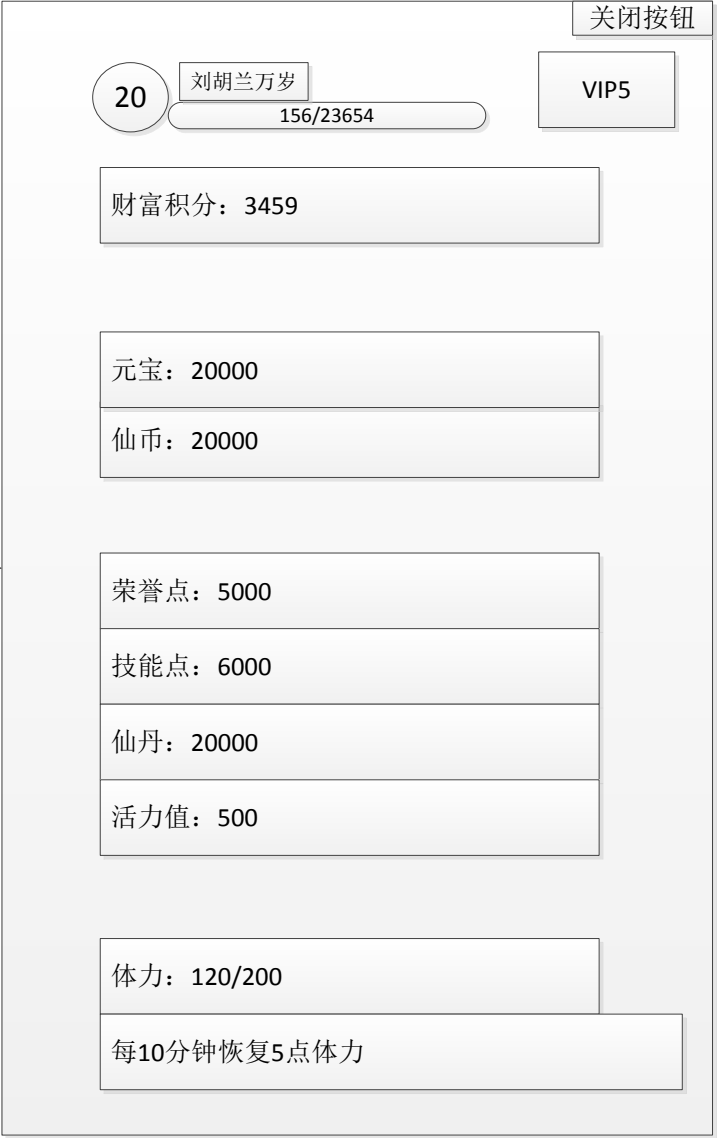 关闭按钮
20
刘胡兰万岁
156/23654
VIP5
财富积分：3459
元宝：20000
仙币：20000
荣誉点：5000
技能点：6000
仙丹：20000
活力值：500
体力：120/200
每10分钟恢复5点体力